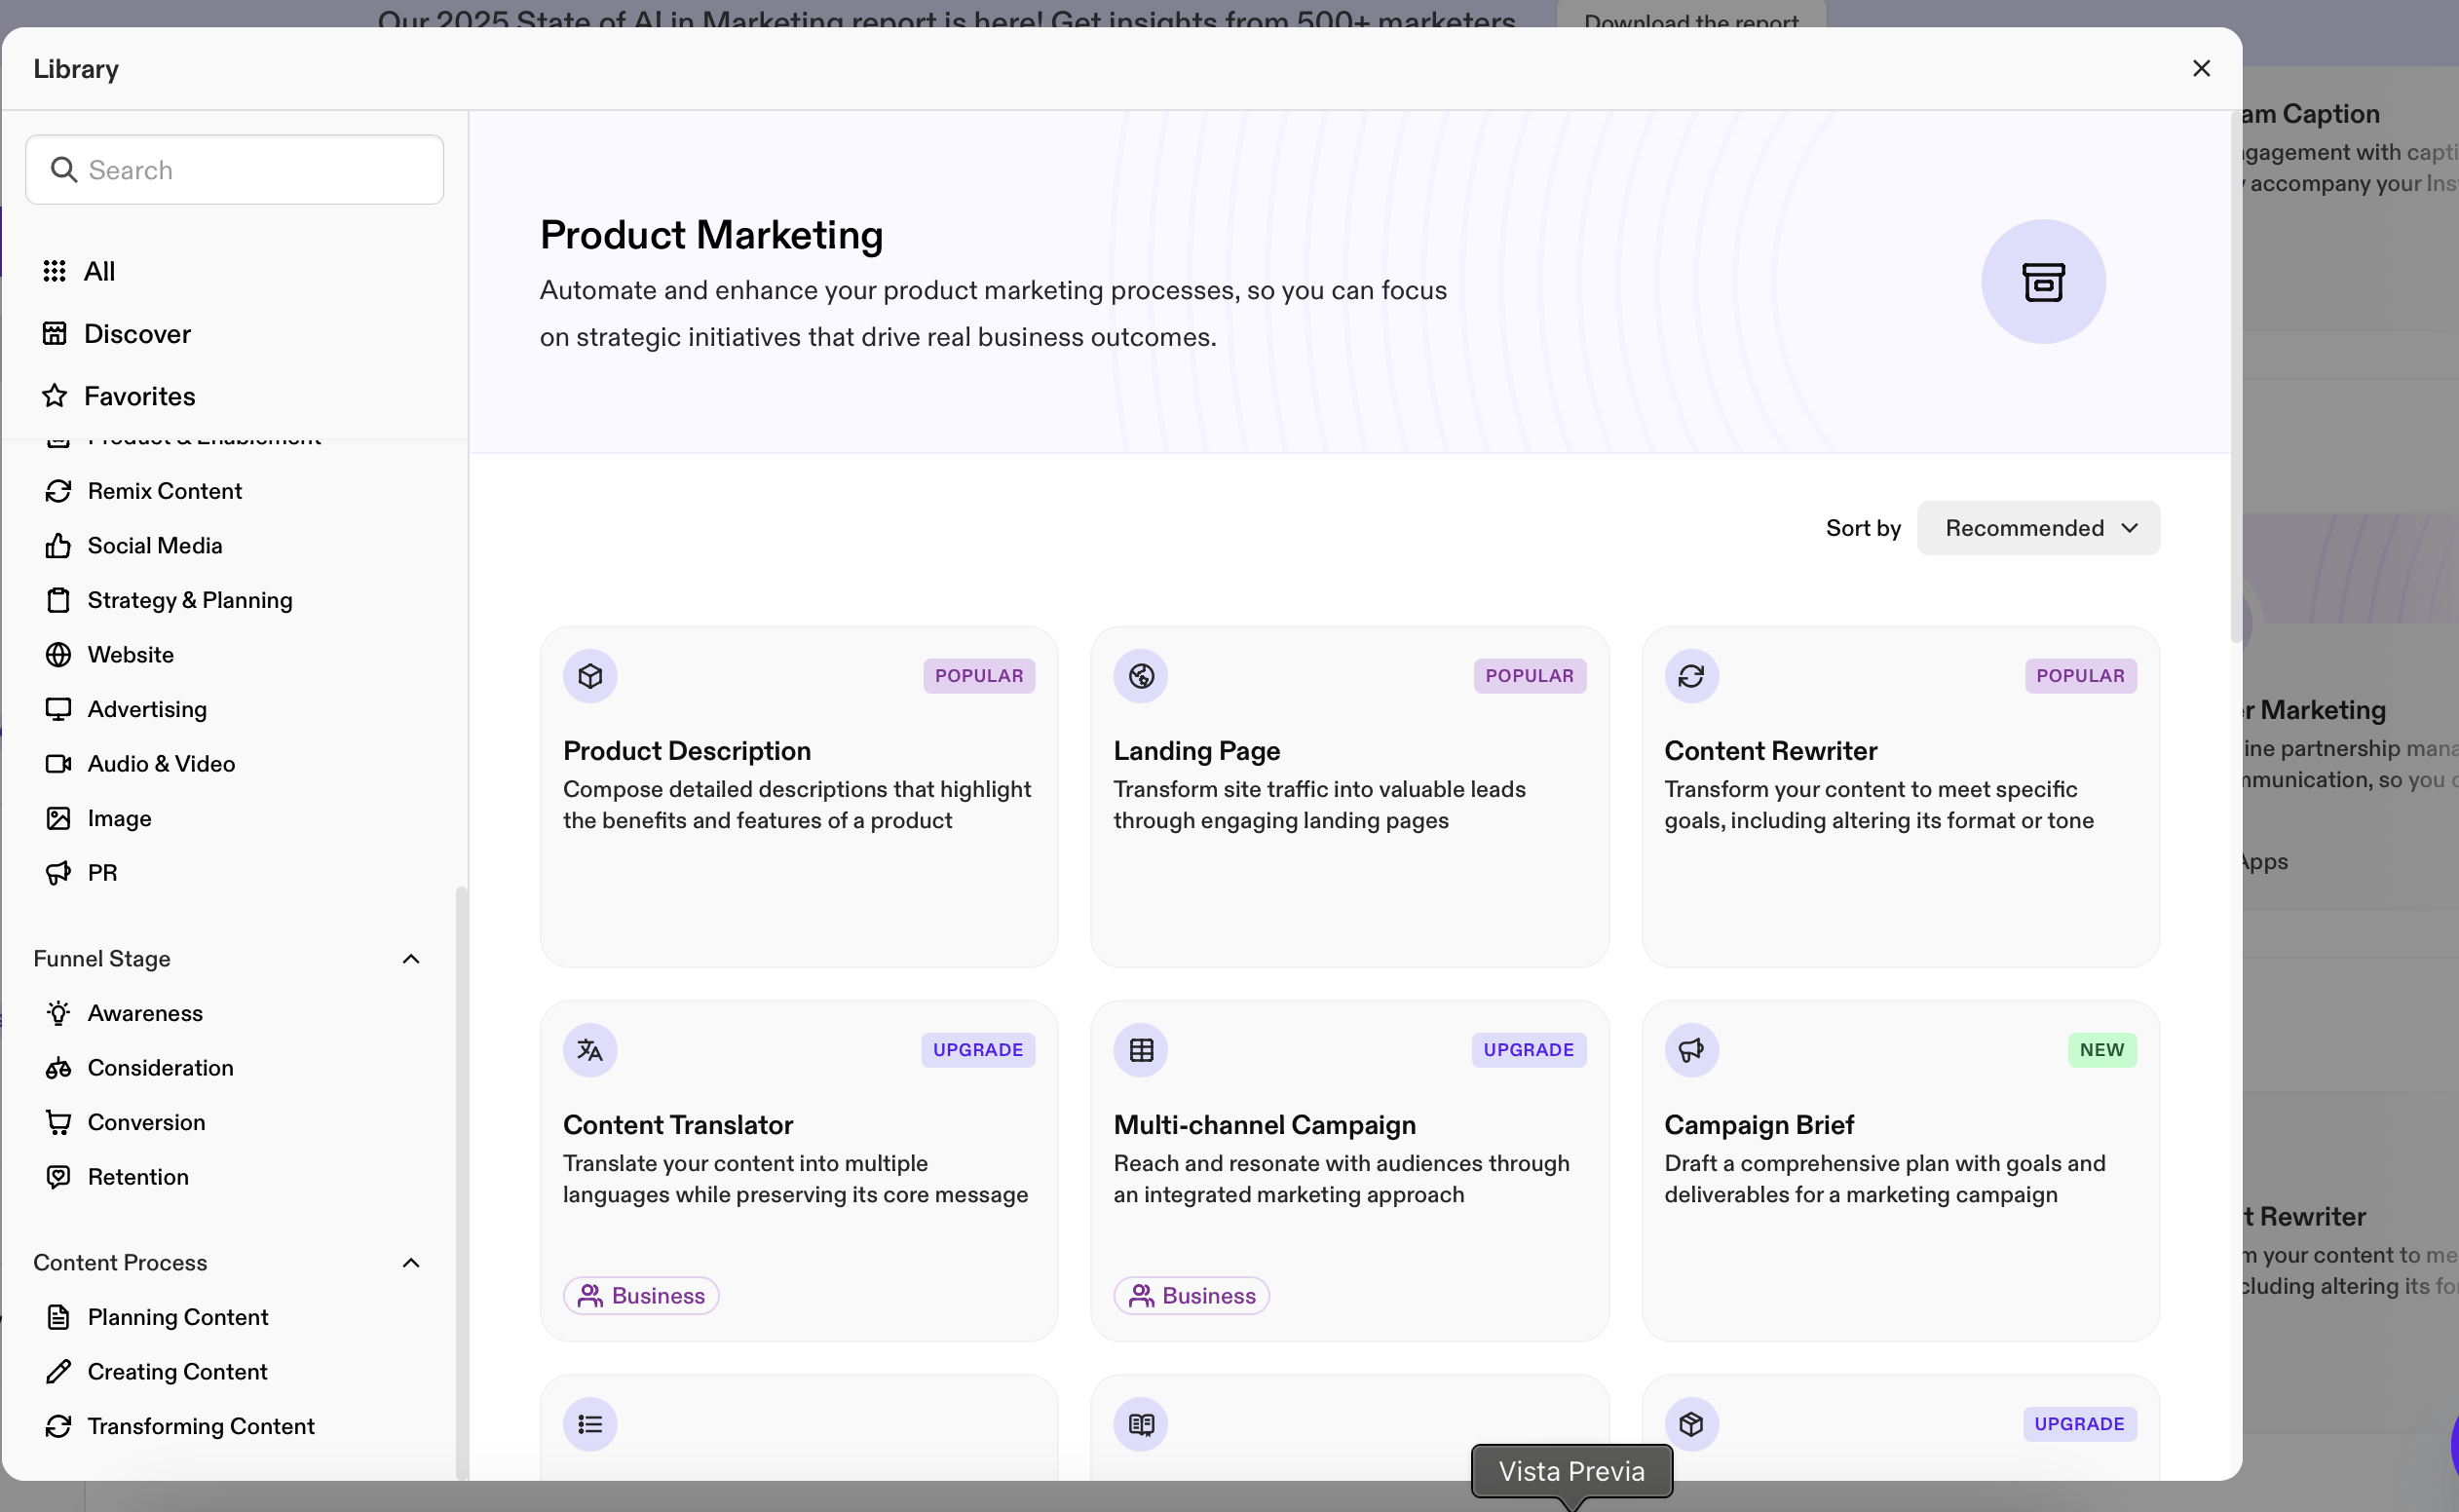 Our 2025 State of AI in Marketing report is here! Get insights from 500+ marketers
Download the report
Library
Search
All
Discover
Favorites
Product & Enablement
Remix Content
Social Media
Strategy & Planning
Website
Advertising
Audio & Video
Image
PR
Funnel Stage
Awareness
Consideration
Conversion
Retention
Content Process
Planning Content
Creating Content
Transforming Content
Product Marketing
Automate and enhance your product marketing processes, so you can focus
on strategic initiatives that drive real business outcomes.
Sort by
Recommended
POPULAR
Product Description
Compose detailed descriptions that highlight
the benefits and features of a product
POPULAR
Landing Page
Transform site traffic into valuable leads
through engaging landing pages
POPULAR
Content Rewriter
Transform your content to meet specific
goals, including altering its format or tone
UPGRADE
Content Translator
Translate your content into multiple
languages while preserving its core message
Business
UPGRADE
Multi-channel Campaign
Reach and resonate with audiences through
an integrated marketing approach
Business
NEW
Campaign Brief
Draft a comprehensive plan with goals and
deliverables for a marketing campaign
UPGRADE
Vista Previa
am Caption
ngagement with capti
y accompany your Ins
er Marketing
line partnership mana
mmunication, so you c
Apps
t Rewriter
m your content to me
cluding altering its fo